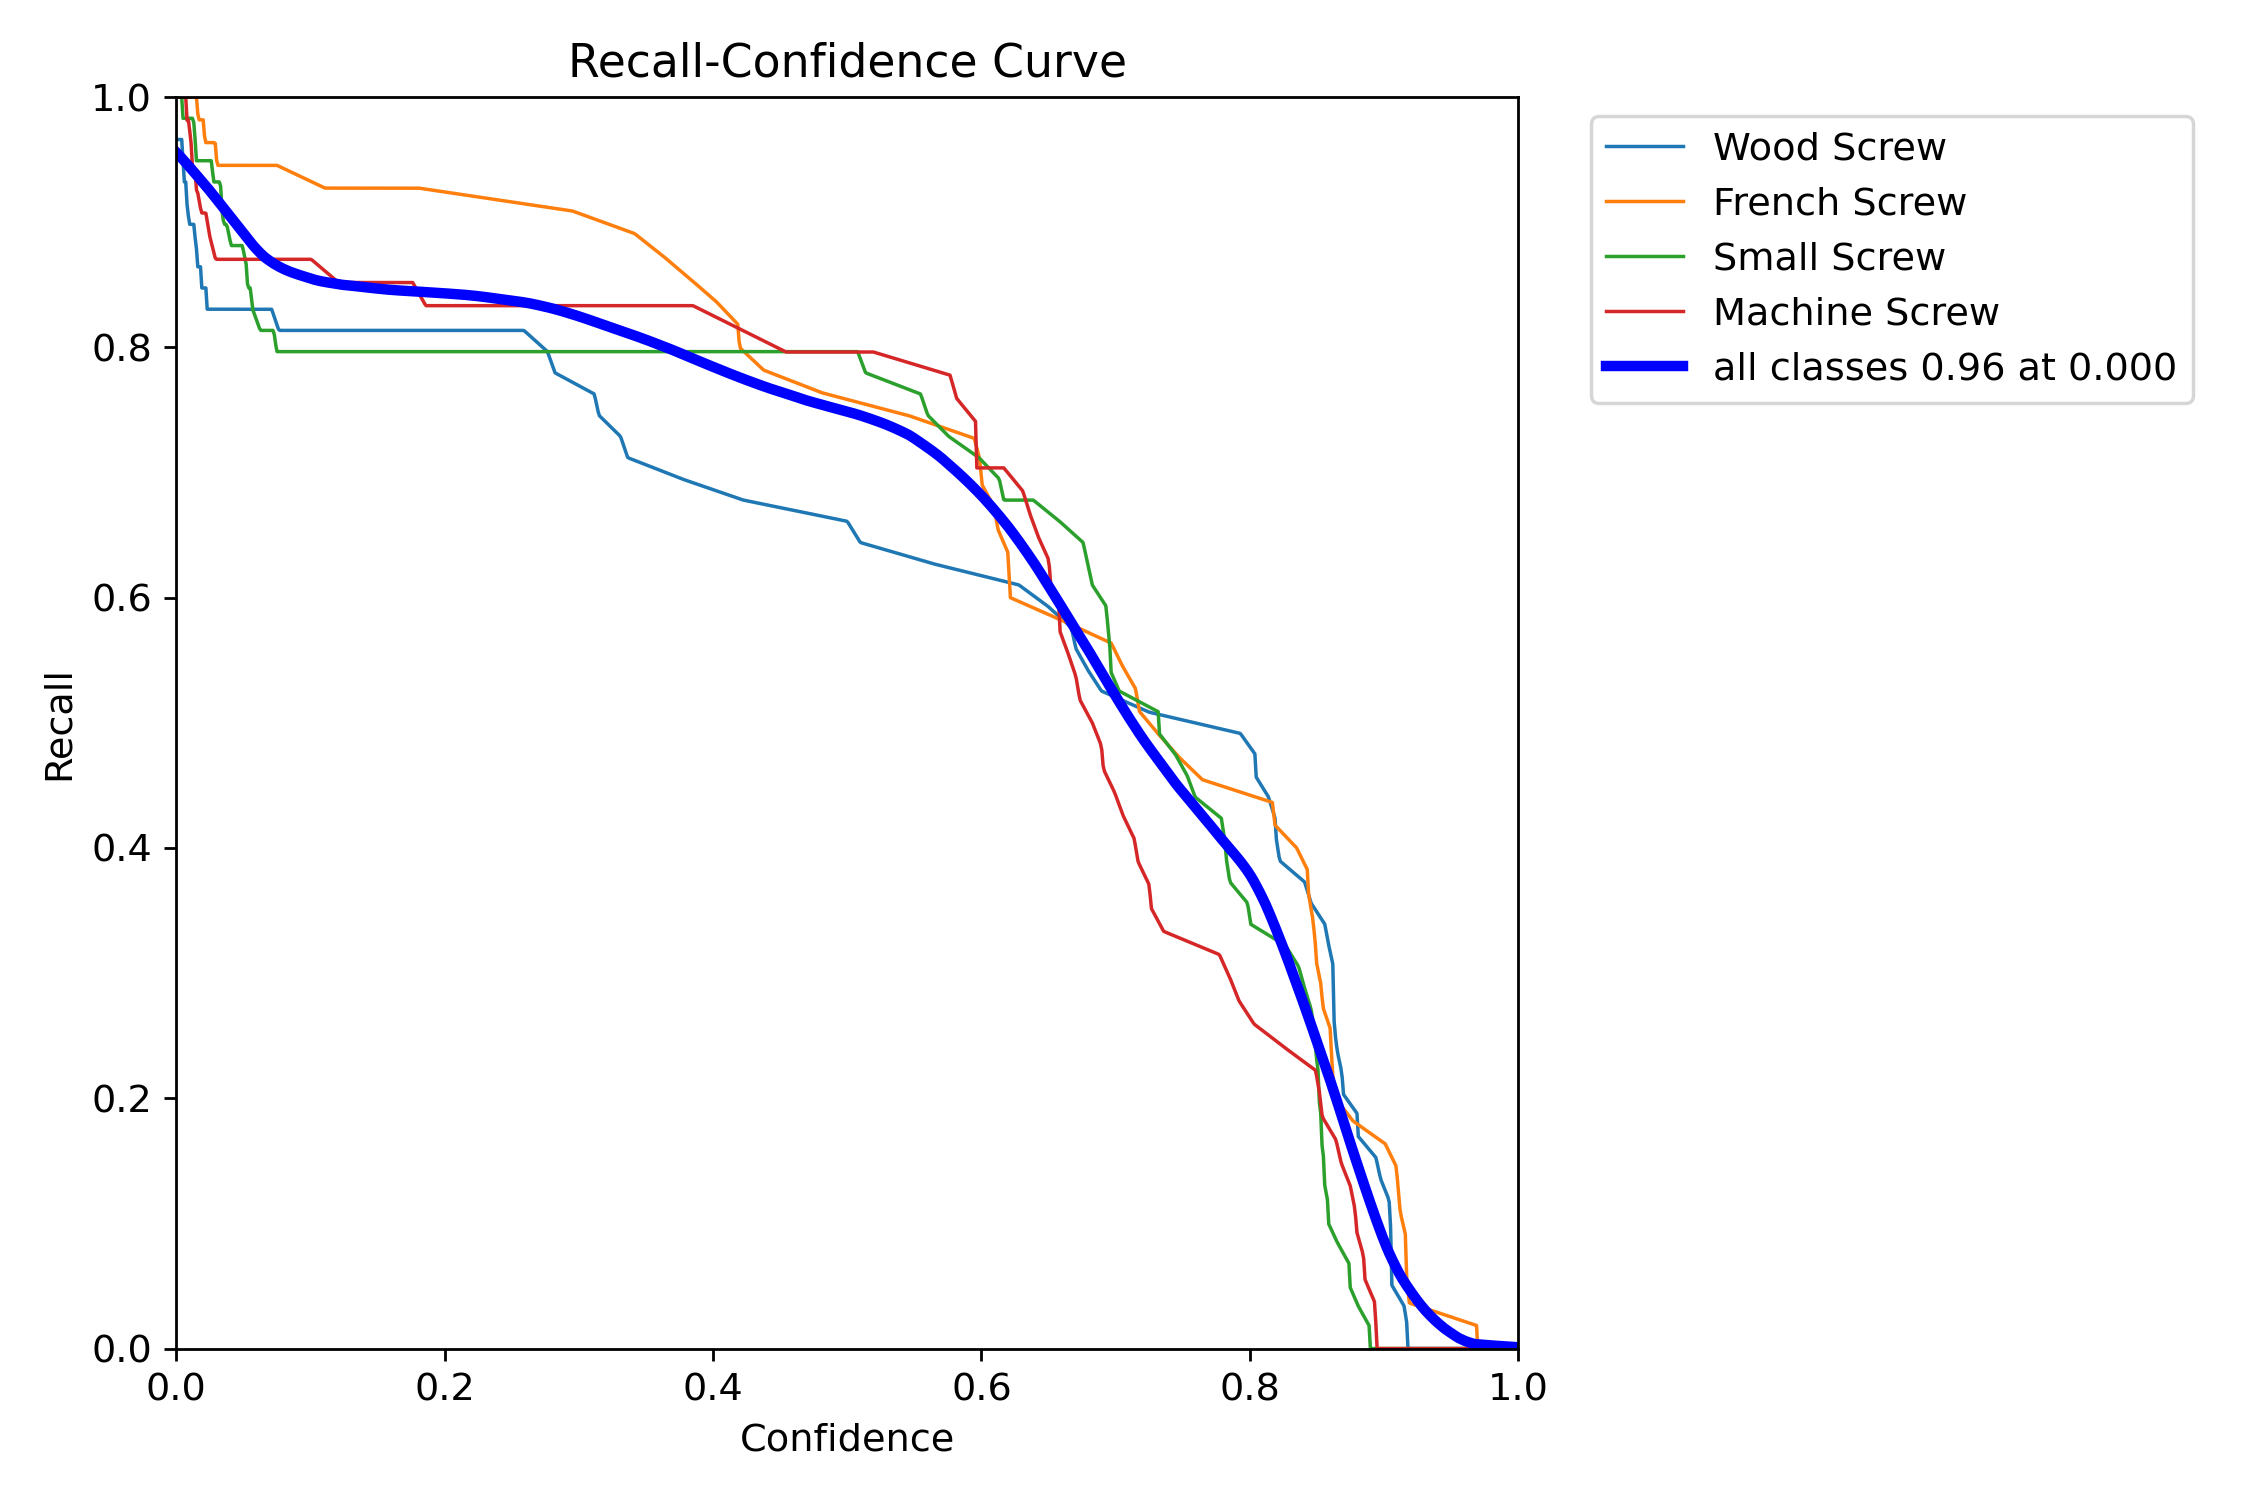 Recall-Confidence Curve
1.0
0.8
0.6
0.4
0.2
0.0
Recall
0.0 0.2 0.4 0.6 0.8 1.0
Confidence
Wood Screw
French Screw
Small Screw
Machine Screw
all classes 0.96 at 0.000